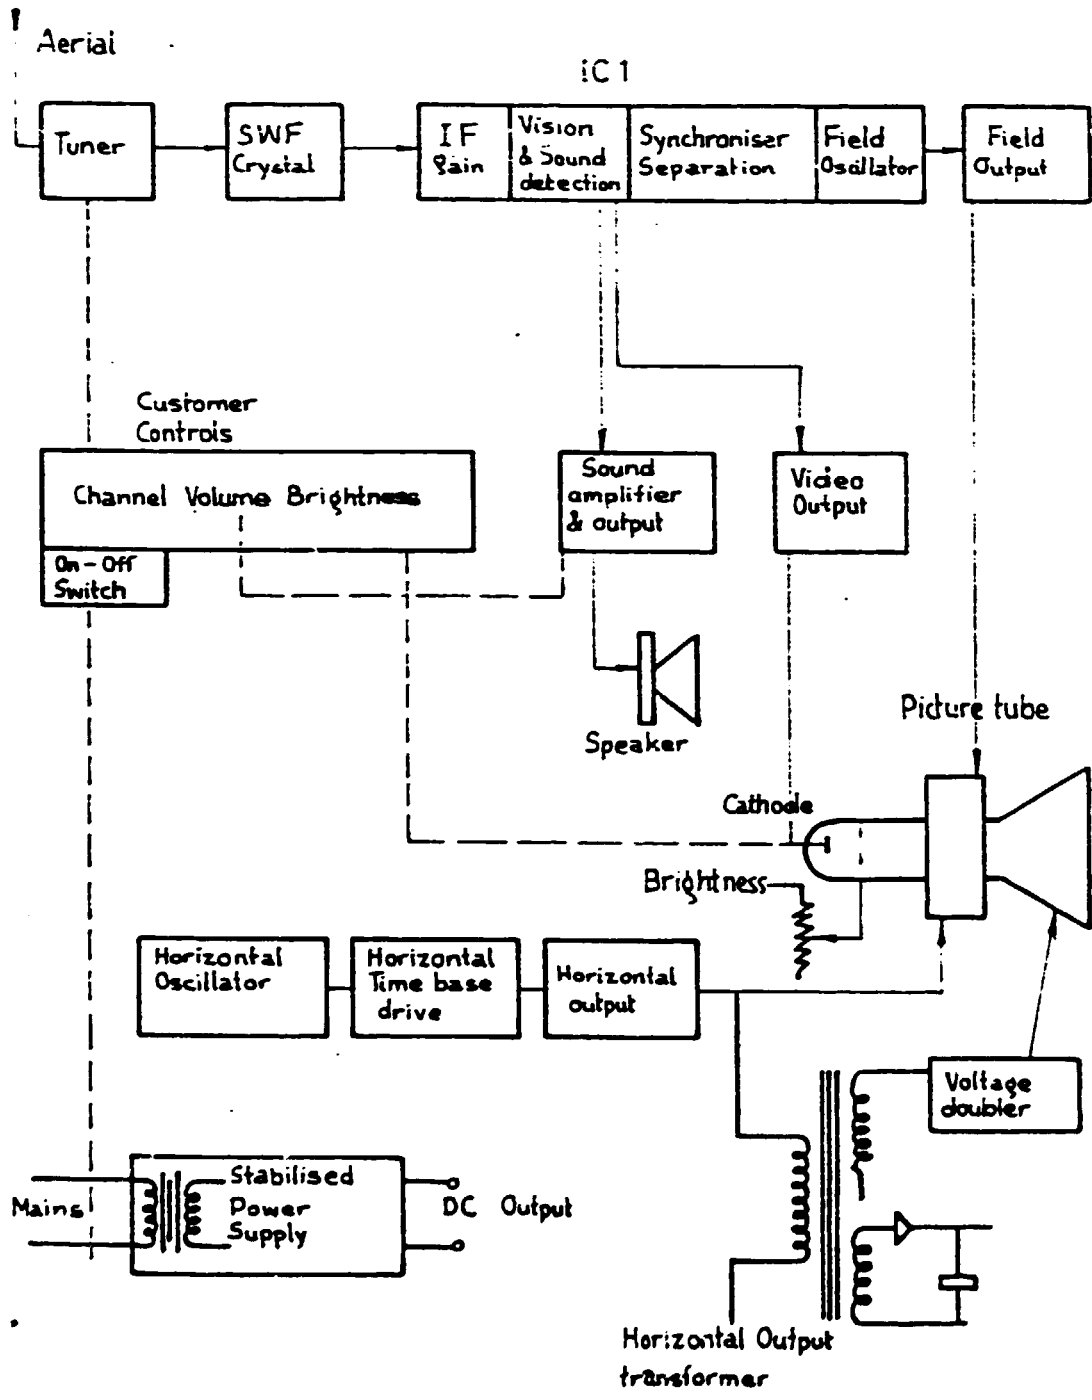 Aerial
iC 1
Tuner
SWF
Crystal
IF
gain
Vision
& Sound
detection
Synchroniser
Separation
Field
Oscillator
Field
Output
Customer
Controls
Channel Volume Brightness
On-Off
Switch
Sound
amplifier
& output
Video
Output
Speaker
Picture tube
Cathode
Brightness
Horizontal
Oscillator
Horizontal
Time base
drive
Horizontal
output
Voltage
doubler
Mains
Stabilised
Power
Supply
DC Output
Horizontal Output
transformer